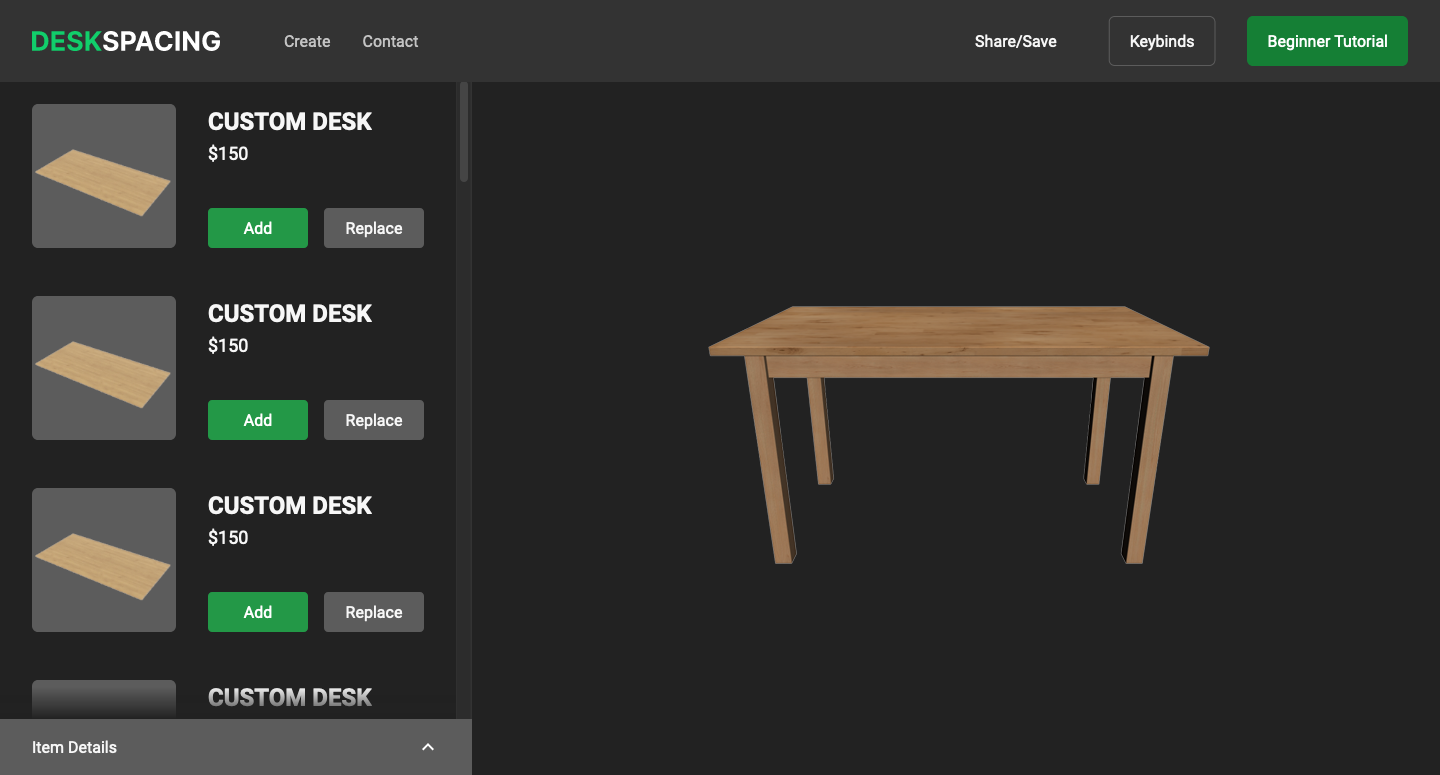 DESKSPACING
Create
Contact
Share/Save
Keybinds
Beginner Tutorial
CUSTOM DESK
$150
Add
Replace
CUSTOM DESK
$150
Add
Replace
CUSTOM DESK
$150
Add
Replace
CUSTOM DESK
Item Details